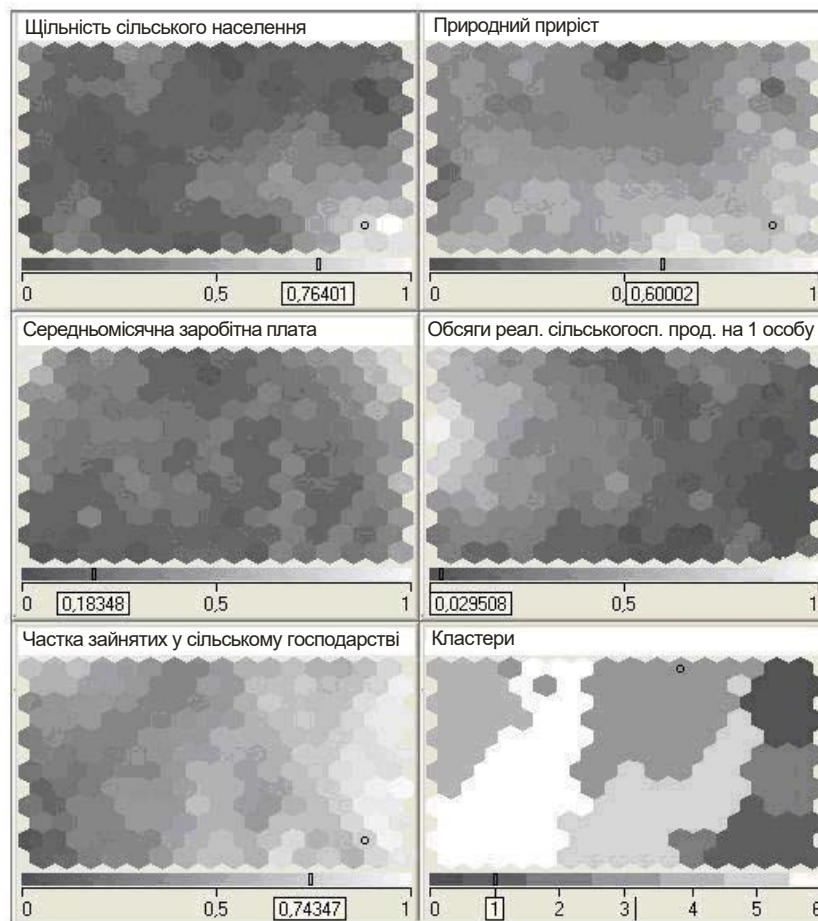 Щільність сільського населення
Природний приріст
0 0,5 0,76401 1
0 0, 0,60002 1
Середньомісячна заробітна плата
Обсяги реал. сільськогосп. прод. на 1 особу
0 0,18348 0,5 1
0,029508 0,5 1
Частка зайнятих у сільському господарстві
Кластери
0 0,5 0,74347 1
0 1 2 3 4 5 6